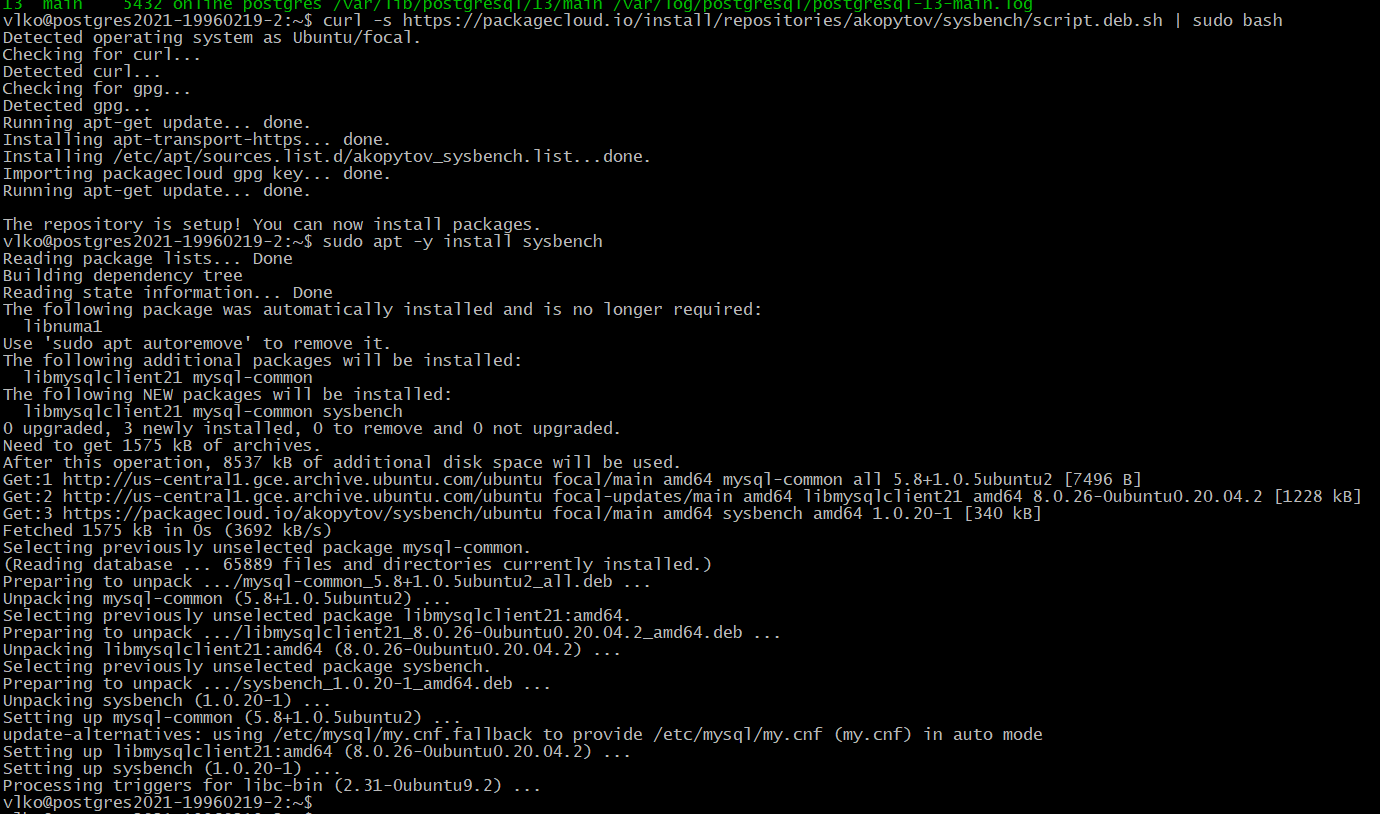 13  main    5432 online postgres /var/lib/postgresql/13/main /var/log/postgresql/postgresql-13-main.log
vlko@postgres2021-19960219-2:~$ curl -s https://packagecloud.io/install/repositories/akopytov/sysbench/script.deb.sh | sudo bash
Detected operating system as Ubuntu/focal.
Checking for curl...
Detected curl...
Checking for gpg...
Detected gpg...
Running apt-get update... done.
Installing apt-transport-https... done.
Installing /etc/apt/sources.list.d/akopytov_sysbench.list...done.
Importing packagecloud gpg key... done.
Running apt-get update... done.

The repository is setup! You can now install packages.
vlko@postgres2021-19960219-2:~$ sudo apt -y install sysbench
Reading package lists... Done
Building dependency tree
Reading state information... Done
The following package was automatically installed and is no longer required:
  libnuma1
Use 'sudo apt autoremove' to remove it.
The following additional packages will be installed:
  libmysqlclient21 mysql-common
The following NEW packages will be installed:
  libmysqlclient21 mysql-common sysbench
0 upgraded, 3 newly installed, 0 to remove and 0 not upgraded.
Need to get 1575 kB of archives.
After this operation, 8537 kB of additional disk space will be used.
Get:1 http://us-central1.gce.archive.ubuntu.com/ubuntu focal/main amd64 mysql-common all 5.8+1.0.5ubuntu2 [7496 B]
Get:2 http://us-central1.gce.archive.ubuntu.com/ubuntu focal-updates/main amd64 libmysqlclient21 amd64 8.0.26-0ubuntu0.20.04.2 [1228 kB]
Get:3 https://packagecloud.io/akopytov/sysbench/ubuntu focal/main amd64 sysbench amd64 1.0.20-1 [340 kB]
Fetched 1575 kB in 0s (3692 kB/s)
Selecting previously unselected package mysql-common.
(Reading database ... 65889 files and directories currently installed.)
Preparing to unpack .../mysql-common_5.8+1.0.5ubuntu2_all.deb ...
Unpacking mysql-common (5.8+1.0.5ubuntu2) ...
Selecting previously unselected package libmysqlclient21:amd64.
Preparing to unpack .../libmysqlclient21_8.0.26-0ubuntu0.20.04.2_amd64.deb ...
Unpacking libmysqlclient21:amd64 (8.0.26-0ubuntu0.20.04.2) ...
Selecting previously unselected package sysbench.
Preparing to unpack .../sysbench_1.0.20-1_amd64.deb ...
Unpacking sysbench (1.0.20-1) ...
Setting up mysql-common (5.8+1.0.5ubuntu2) ...
update-alternatives: using /etc/mysql/my.cnf.fallback to provide /etc/mysql/my.cnf (my.cnf) in auto mode
Setting up libmysqlclient21:amd64 (8.0.26-0ubuntu0.20.04.2) ...
Setting up sysbench (1.0.20-1) ...
Processing triggers for libc-bin (2.31-0ubuntu9.2) ...
vlko@postgres2021-19960219-2:~$